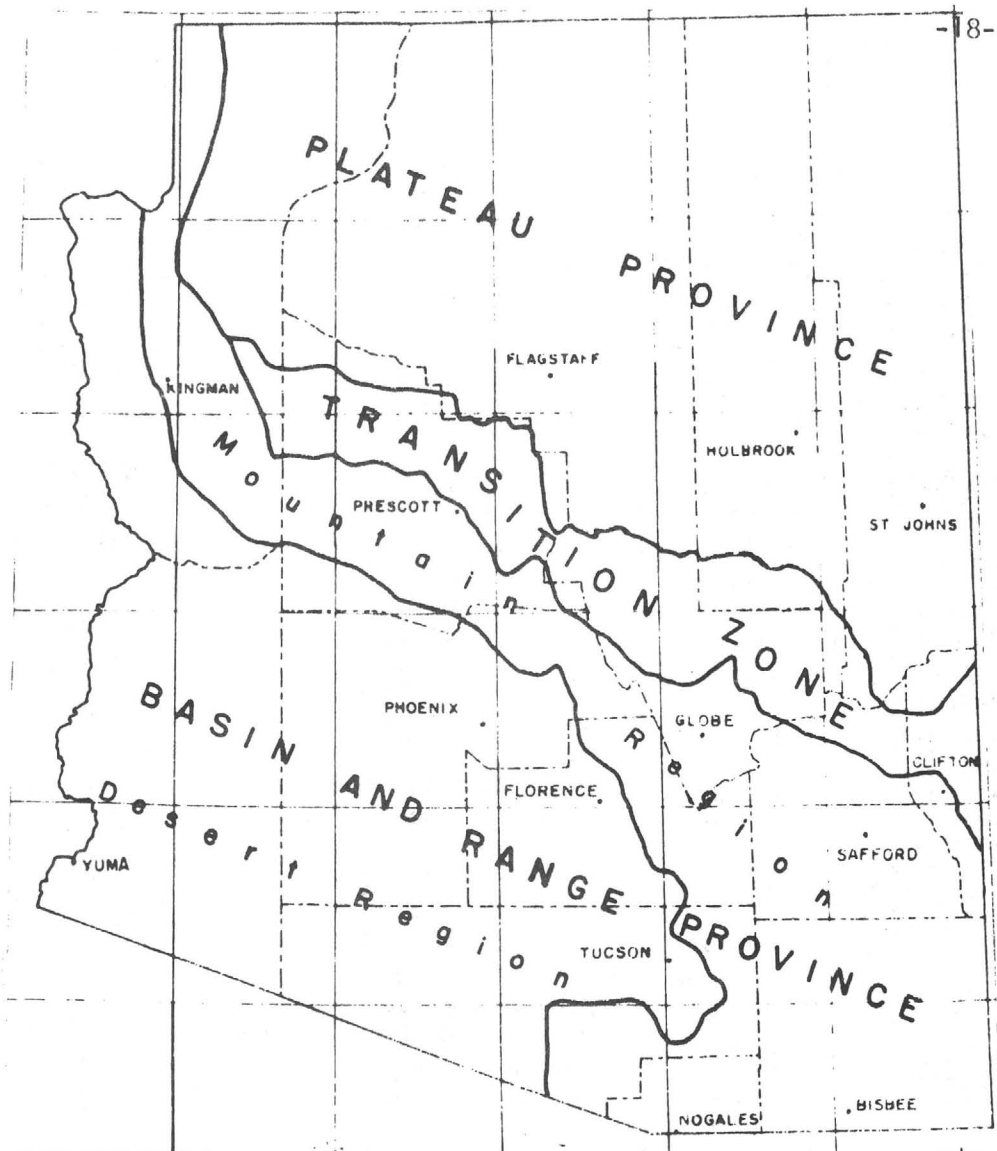 -18-
PLATEAU PROVINCE
FLAGSTAFF
KINGMAN
TRANSITION ZONE
HOLBROOK
Mountain Region
PRESCOTT
ST JOHNS
BASIN AND RANGE PROVINCE
PHOENIX
GLOBE
CLIFTON
Desert Region
FLORENCE
SAFFORD
YUMA
TUCSON
NOGALES
BISBEE